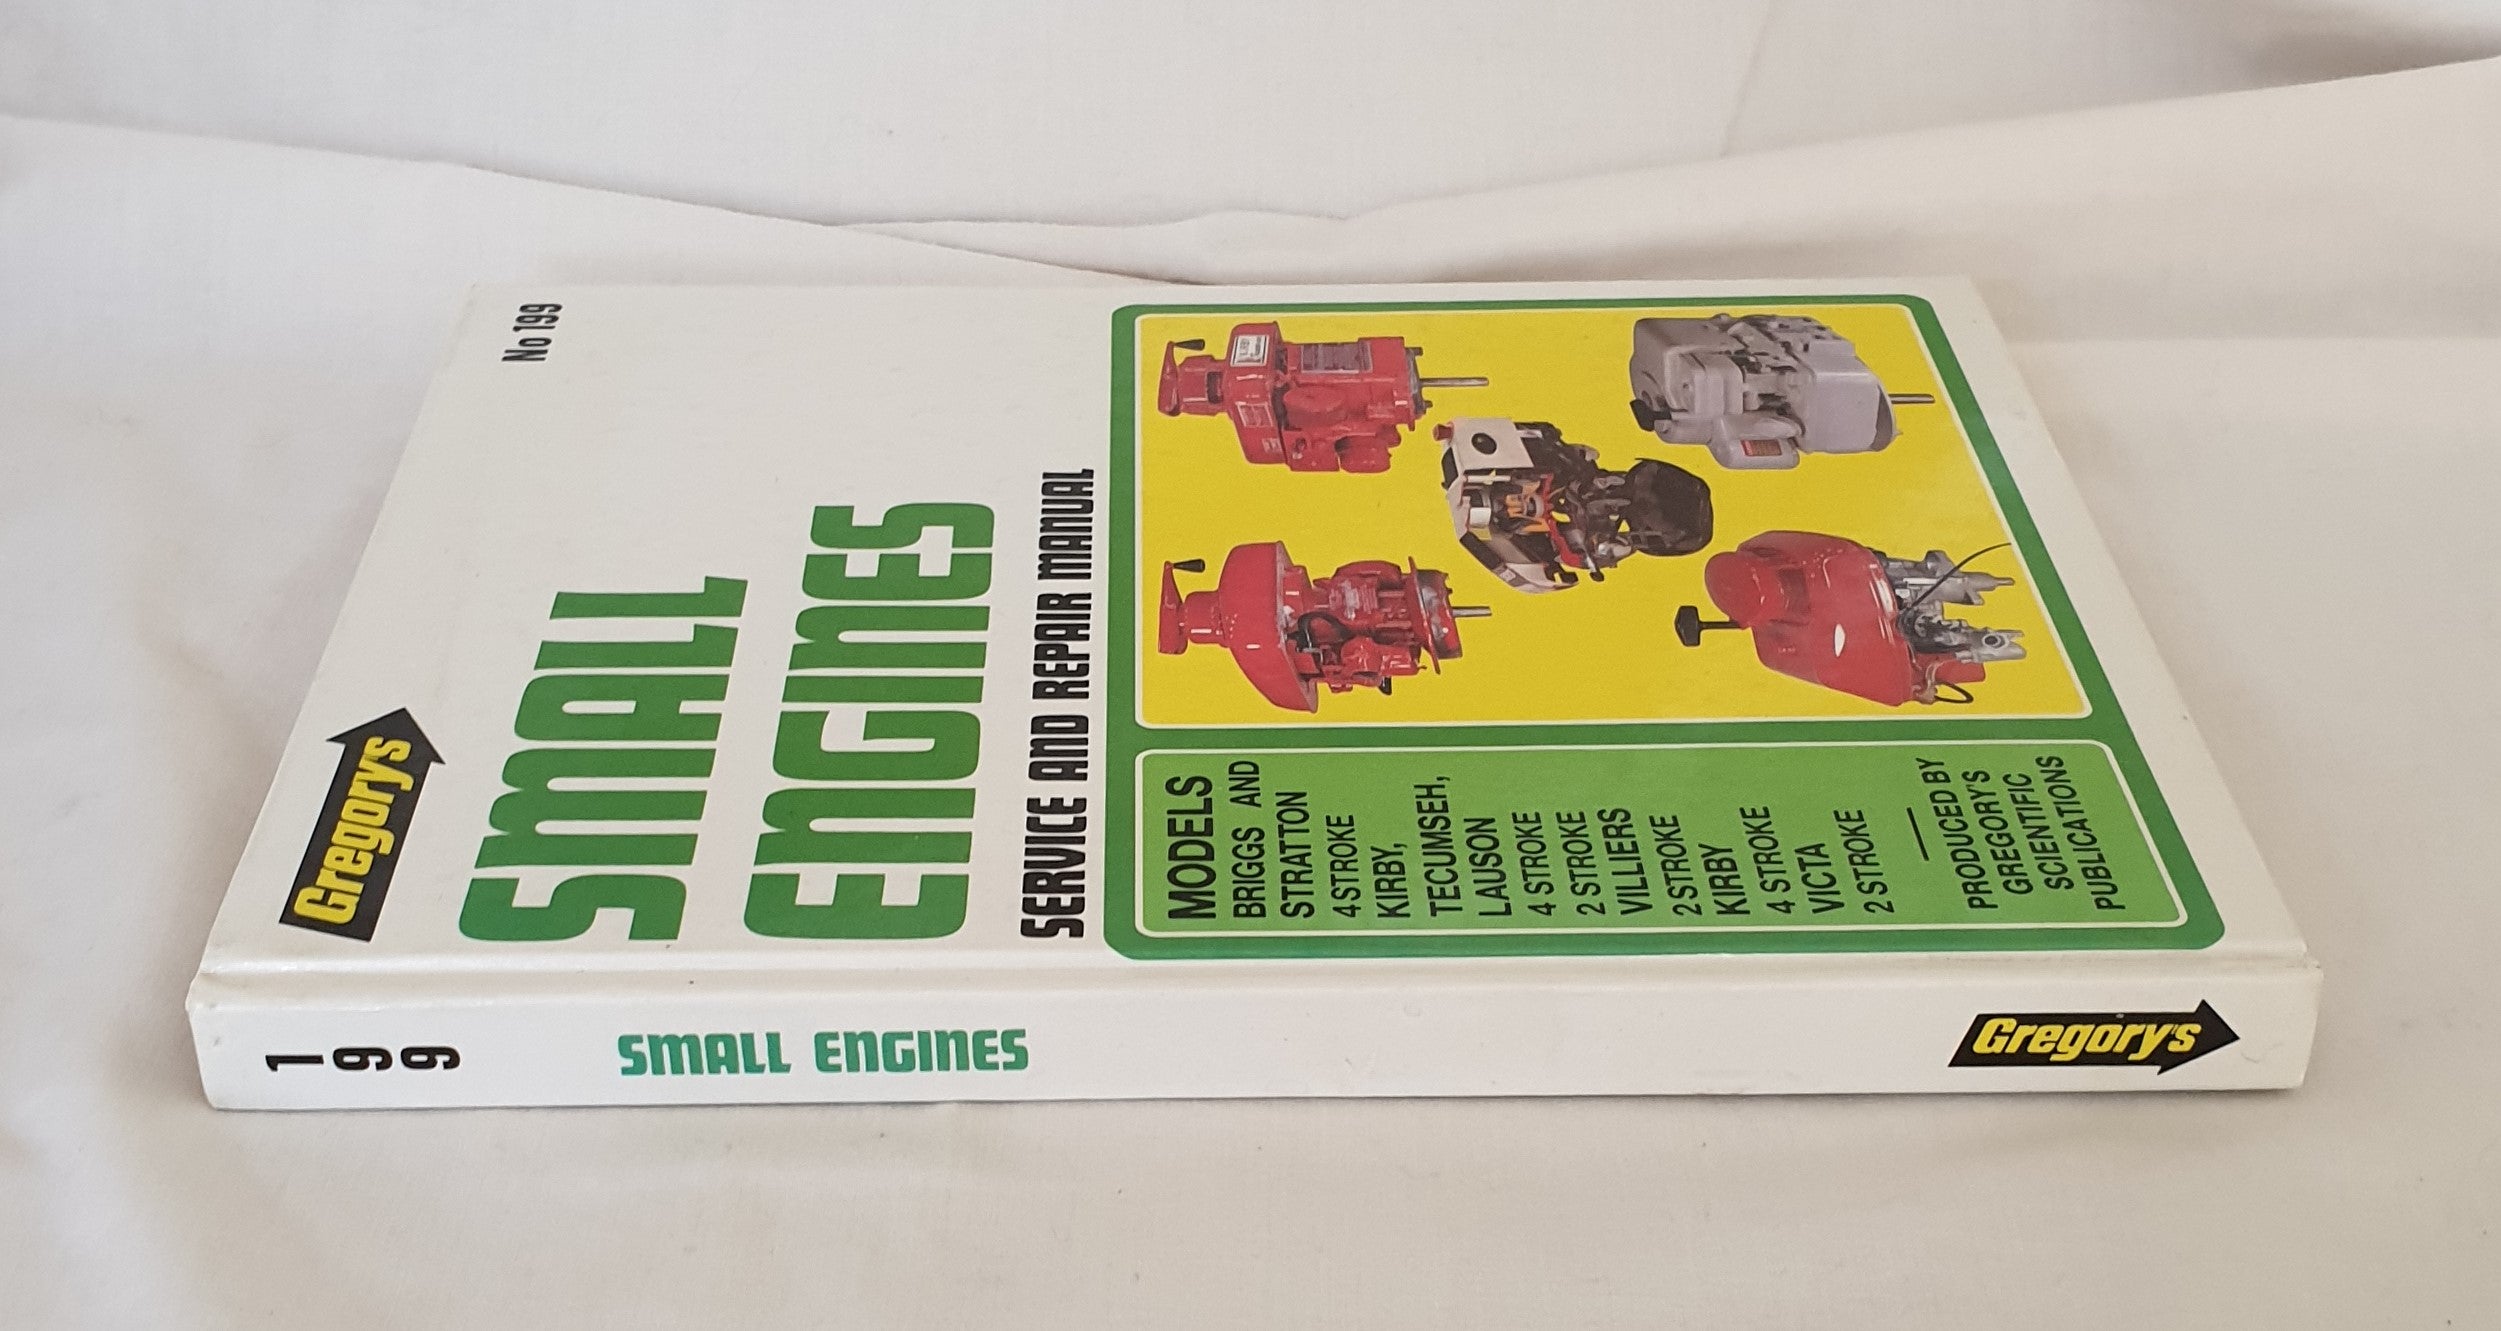 Gregory's
No 199
SMALL
ENGINES
SERVICE AND REPAIR MANUAL
MODELS
BRIGGS AND
STRATTON
4 STROKE
KIRBY,
TECUMSEH,
LAUSON
4 STROKE
2 STROKE
VILLIERS
2 STROKE
KIRBY
4 STROKE
VICTA
2 STROKE
PRODUCED BY
GREGORY'S
SCIENTIFIC
PUBLICATIONS
199
SMALL ENGINES
Gregory's